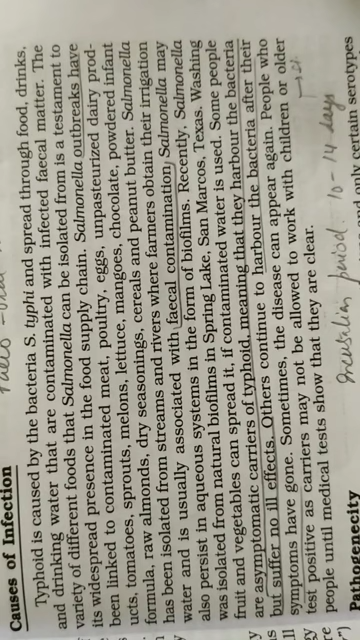 Faeco - oral
Causes of Infection
Typhoid is caused by the bacteria S. typhi and spread through food, drinks,
and drinking water that are contaminated with infected faecal matter. The
variety of different foods that Salmonella can be isolated from is a testament to
its widespread presence in the food supply chain. Salmonella outbreaks have
been linked to contaminated meat, poultry, eggs, unpasteurized dairy prod-
ucts, tomatoes, sprouts, melons, lettuce, mangoes, chocolate, powdered infant
formula, raw almonds, dry seasonings, cereals and peanut butter. Salmonella
has been isolated from streams and rivers where farmers obtain their irrigation
water and is usually associated with faecal contamination. Salmonella may
also persist in aqueous systems in the form of biofilms. Recently, Salmonella
was isolated from natural biofilms in Spring Lake, San Marcos, Texas. Washing
fruit and vegetables can spread it, if contaminated water is used. Some people
are asymptomatic carriers of typhoid, meaning that they harbour the bacteria
but suffer no ill effects. Others continue to harbour the bacteria after their
symptoms have gone. Sometimes, the disease can appear again. People who
test positive as carriers may not be allowed to work with children or older
people until medical tests show that they are clear.
period 10-14 days
Pathogenicity
only certain serotypes